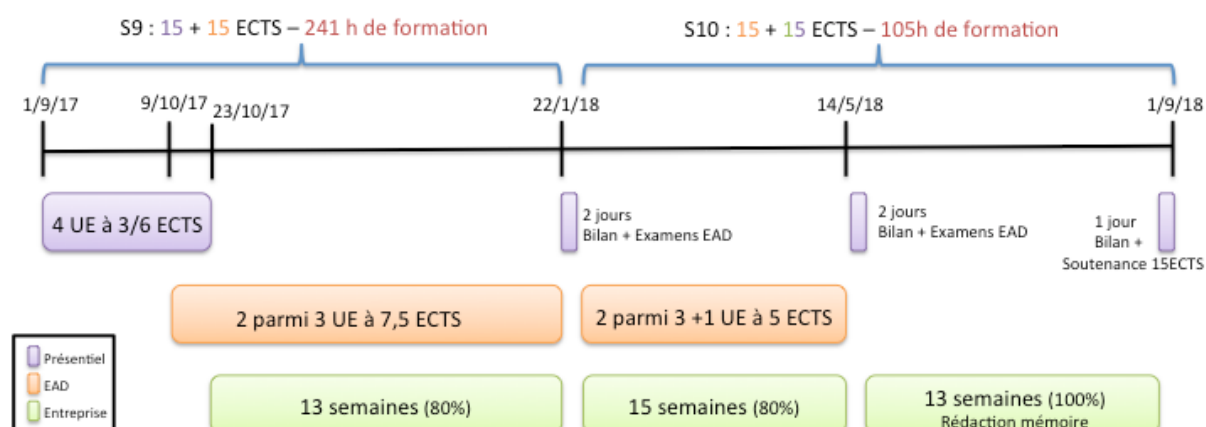 S9 : 15 + 15 ECTS – 241 h de formation
S10 : 15 + 15 ECTS – 105h de formation
1/9/17
9/10/17
23/10/17
22/1/18
14/5/18
1/9/18
4 UE à 3/6 ECTS
2 jours
Bilan + Examens EAD
2 jours
Bilan + Examens EAD
1 jour
Bilan +
Soutenance 15ECTS
2 parmi 3 UE à 7,5 ECTS
2 parmi 3 +1 UE à 5 ECTS
Présentiel
EAD
Entreprise
13 semaines (80%)
15 semaines (80%)
13 semaines (100%)
Rédaction mémoire